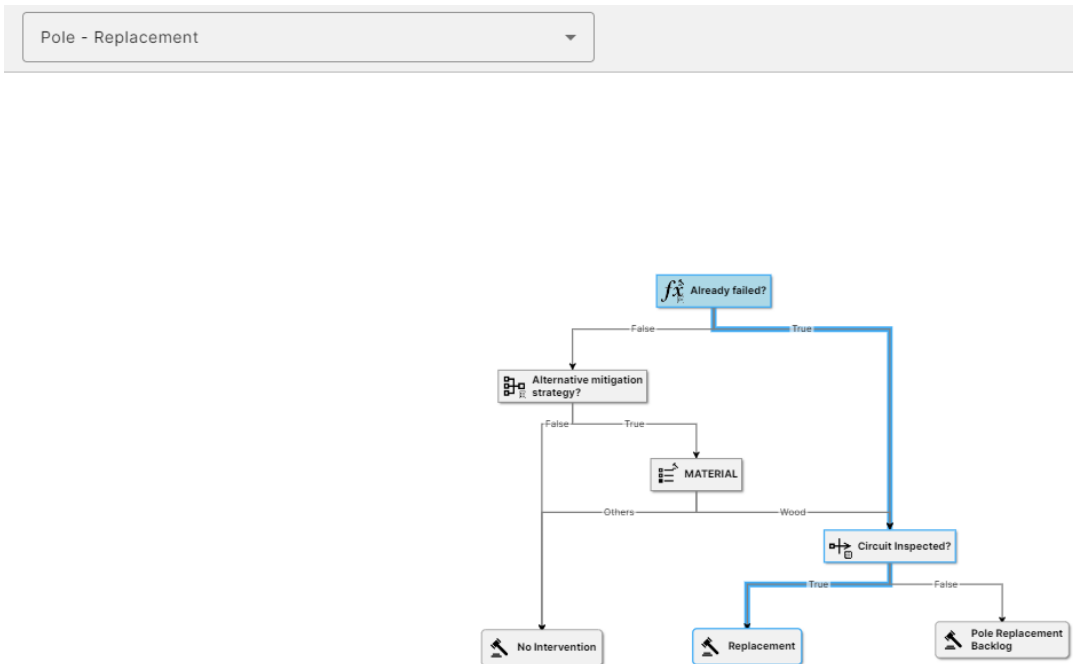 Pole - Replacement
Already failed?
False
True
Alternative mitigation
strategy?
False
True
MATERIAL
Others
Wood
Circuit Inspected?
True
False
No Intervention
Replacement
Pole Replacement
Backlog